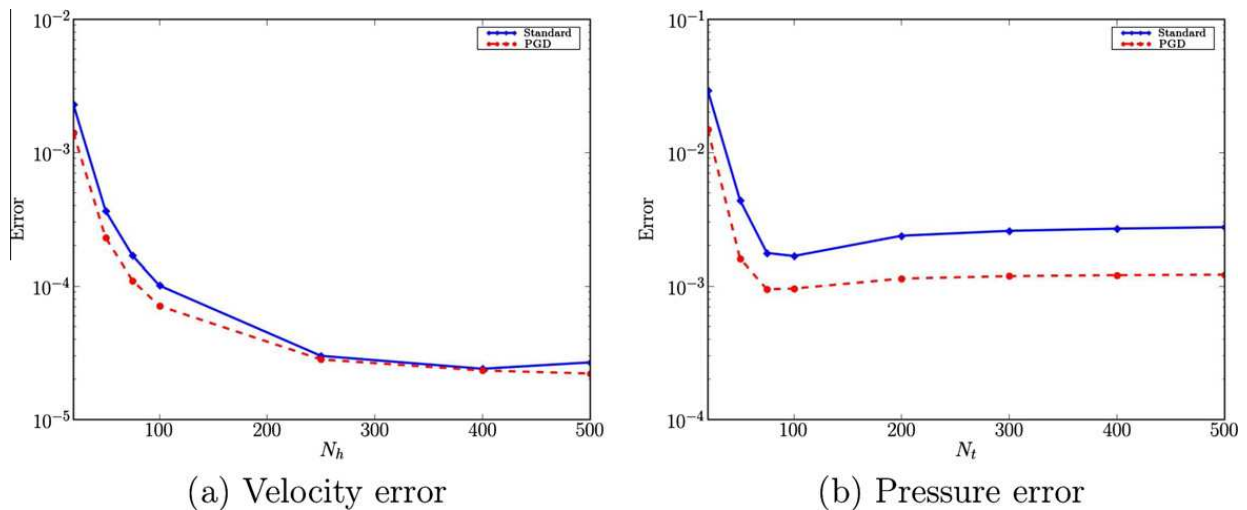 10^{-2}
10^{-3}
10^{-4}
10^{-5}
Error
100
200
300
400
500
N_h
Standard
PGD
(a) Velocity error
10^{-1}
10^{-2}
10^{-3}
10^{-4}
Error
100
200
300
400
500
N_t
Standard
PGD
(b) Pressure error